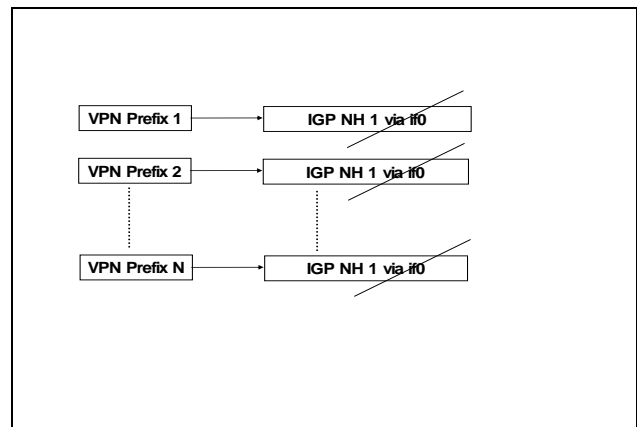 VPN Prefix 1 IGP NH 1 via if0
VPN Prefix 2 IGP NH 1 via if0
VPN Prefix N IGP NH 1 via if0